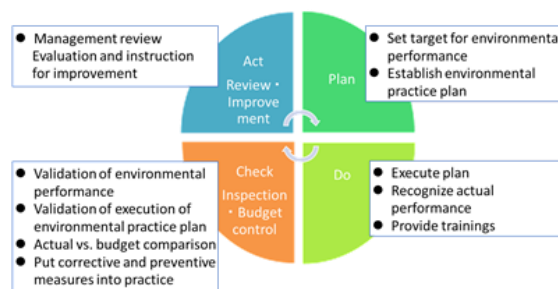 ● Management review
Evaluation and instruction
for improvement
Act
Review・
Improve
ment
Plan
● Set target for environmental
performance
● Establish environmental
practice plan
● Validation of environmental
performance
● Validation of execution of
environmental practice plan
● Actual vs. budget comparison
● Put corrective and preventive
measures into practice
Check
Inspection
・Budget
control
Do
● Execute plan
● Recognize actual
performance
● Provide trainings